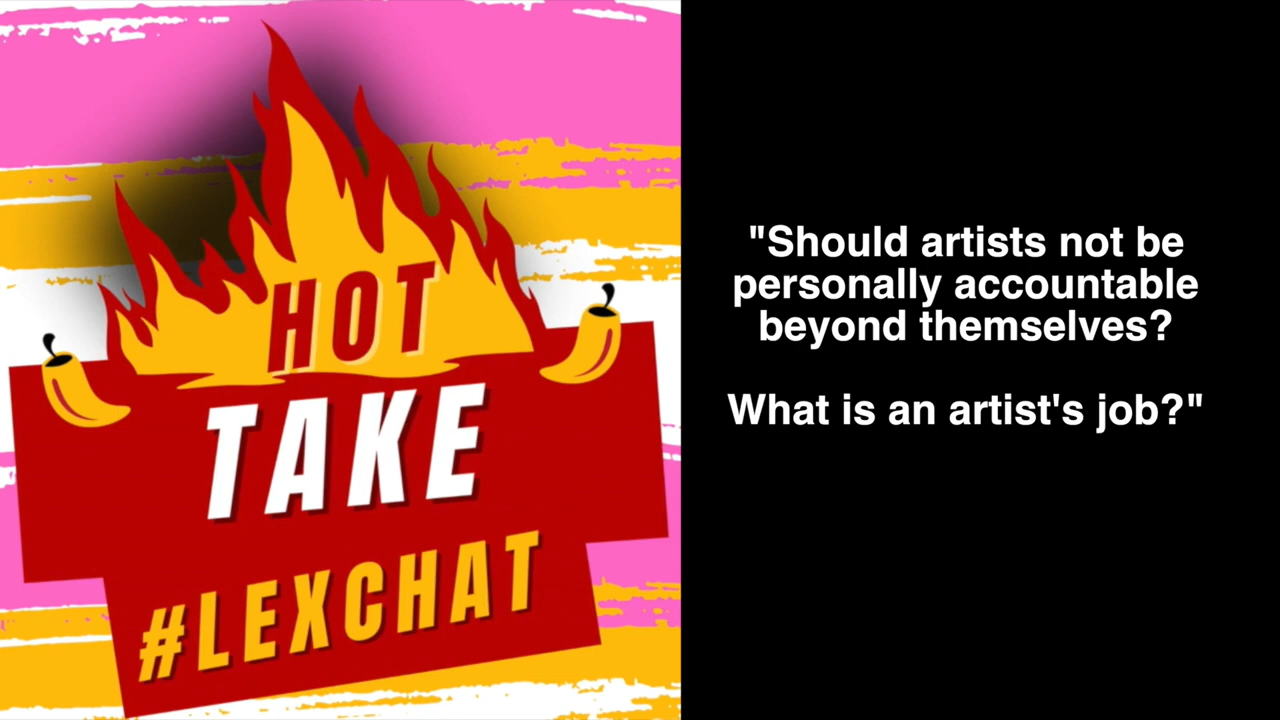 HOT
TAKE
#LEXCHAT
"Should artists not be
personally accountable
beyond themselves?
What is an artist's job?"